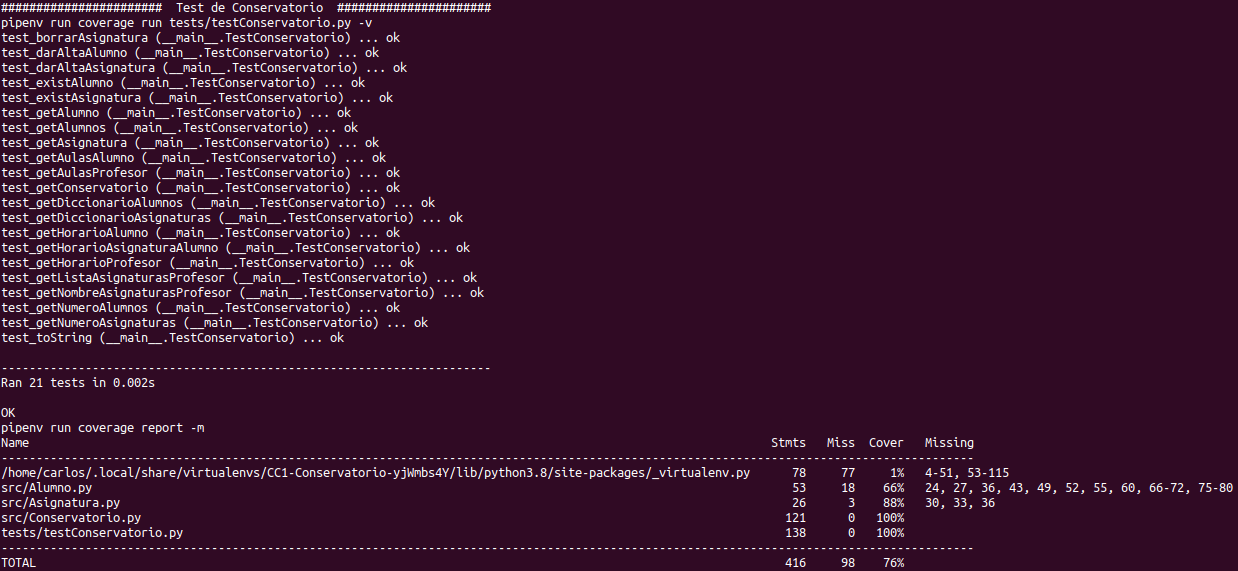 #######################  Test de Conservatorio  ######################
pipenv run coverage run tests/testConservatorio.py -v
test_borrarAsignatura (__main__.TestConservatorio) ... ok
test_darAltaAlumno (__main__.TestConservatorio) ... ok
test_darAltaAsignatura (__main__.TestConservatorio) ... ok
test_existAlumno (__main__.TestConservatorio) ... ok
test_existAsignatura (__main__.TestConservatorio) ... ok
test_getAlumno (__main__.TestConservatorio) ... ok
test_getAlumnos (__main__.TestConservatorio) ... ok
test_getAsignatura (__main__.TestConservatorio) ... ok
test_getAulasAlumno (__main__.TestConservatorio) ... ok
test_getAulasProfesor (__main__.TestConservatorio) ... ok
test_getConservatorio (__main__.TestConservatorio) ... ok
test_getDiccionarioAlumnos (__main__.TestConservatorio) ... ok
test_getDiccionarioAsignaturas (__main__.TestConservatorio) ... ok
test_getHorarioAlumno (__main__.TestConservatorio) ... ok
test_getHorarioAsignaturaAlumno (__main__.TestConservatorio) ... ok
test_getHorarioProfesor (__main__.TestConservatorio) ... ok
test_getListaAsignaturasProfesor (__main__.TestConservatorio) ... ok
test_getNombreAsignaturasProfesor (__main__.TestConservatorio) ... ok
test_getNumeroAlumnos (__main__.TestConservatorio) ... ok
test_getNumeroAsignaturas (__main__.TestConservatorio) ... ok
test_toString (__main__.TestConservatorio) ... ok
----------------------------------------------------------------------
Ran 21 tests in 0.002s
OK
pipenv run coverage report -m
Name Stmts Miss Cover Missing
-------------------------------------------------------------------------------------------------------------------------------------------
/home/carlos/.local/share/virtualenvs/CC1-Conservatorio-yjWmbs4Y/lib/python3.8/site-packages/_virtualenv.py 78 77 1% 4-51, 53-115
src/Alumno.py 53 18 66% 24, 27, 36, 43, 49, 52, 55, 60, 66-72, 75-80
src/Asignatura.py 26 3 88% 30, 33, 36
src/Conservatorio.py 121 0 100%
tests/testConservatorio.py 138 0 100%
-------------------------------------------------------------------------------------------------------------------------------------------
TOTAL 416 98 76%